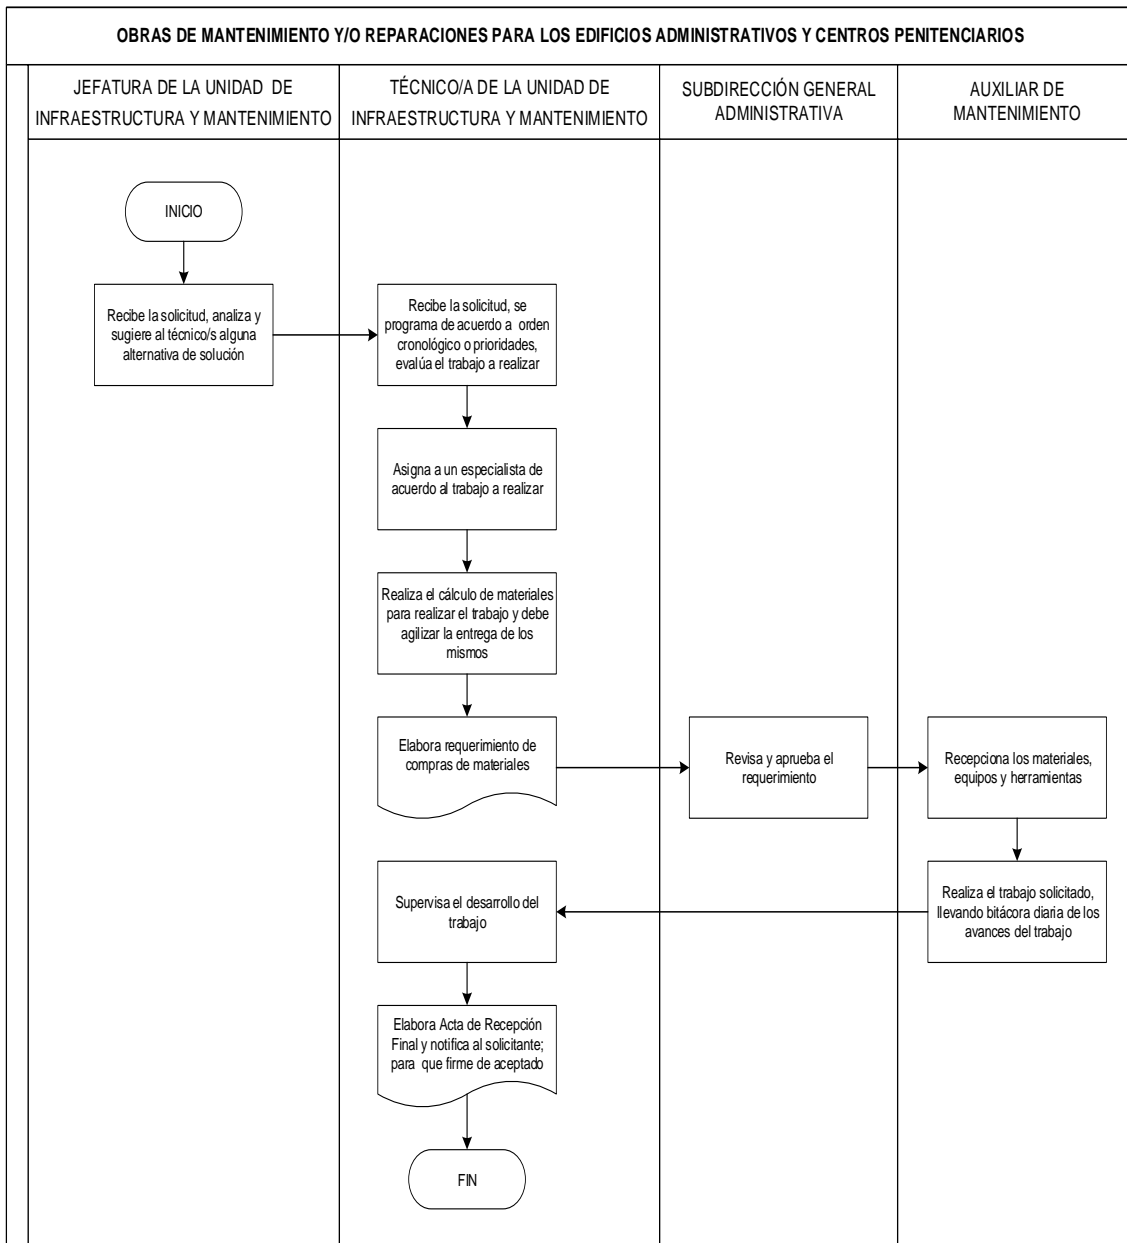 OBRAS DE MANTENIMIENTO Y/O REPARACIONES PARA LOS EDIFICIOS ADMINISTRATIVOS Y CENTROS PENITENCIARIOS
JEFATURA DE LA UNIDAD DE
INFRAESTRUCTURA Y MANTENIMIENTO
TÉCNICO/A DE LA UNIDAD DE
INFRAESTRUCTURA Y MANTENIMIENTO
SUBDIRECCIÓN GENERAL
ADMINISTRATIVA
AUXILIAR DE
MANTENIMIENTO
INICIO
Recibe la solicitud, analiza y
sugiere al técnico/s alguna
alternativa de solución
Recibe la solicitud, se
programa de acuerdo a orden
cronológico o prioridades,
evalúa el trabajo a realizar
Asigna a un especialista de
acuerdo al trabajo a realizar
Realiza el cálculo de materiales
para realizar el trabajo y debe
agilizar la entrega de los
mismos
Elabora requerimiento de
compras de materiales
Revisa y aprueba el
requerimiento
Recepciona los materiales,
equipos y herramientas
Realiza el trabajo solicitado,
llevando bitácora diaria de los
avances del trabajo
Supervisa el desarrollo del
trabajo
Elabora Acta de Recepción
Final y notifica al solicitante;
para que firme de aceptado
FIN